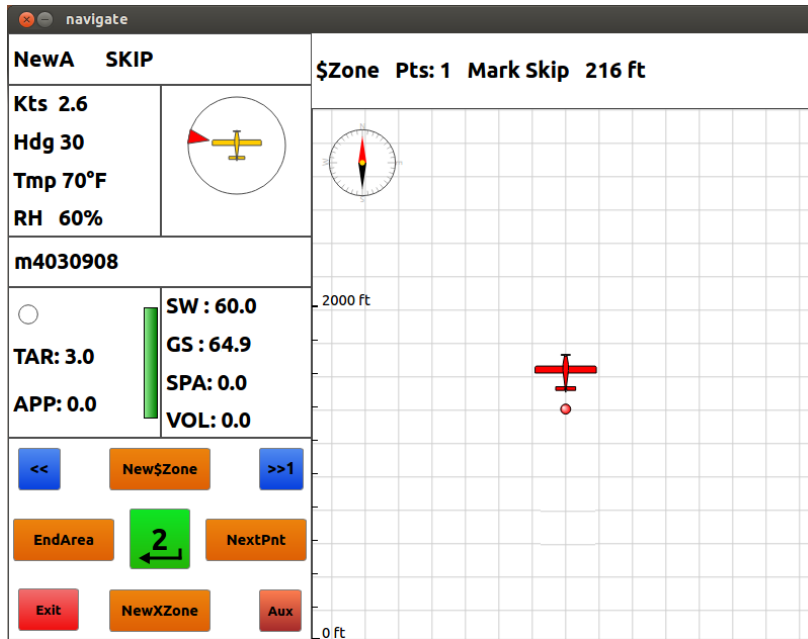 navigate
NewA SKIP
$Zone Pts: 1 Mark Skip 216 ft
Kts 2.6
Hdg 30
Tmp 70°F
RH 60%
m4030908
TAR: 3.0
APP: 0.0
SW : 60.0
GS : 64.9
SPA: 0.0
VOL: 0.0
<<
New$Zone
>>1
EndArea
2
NextPnt
Exit
NewXZone
Aux
2000 ft
0 ft